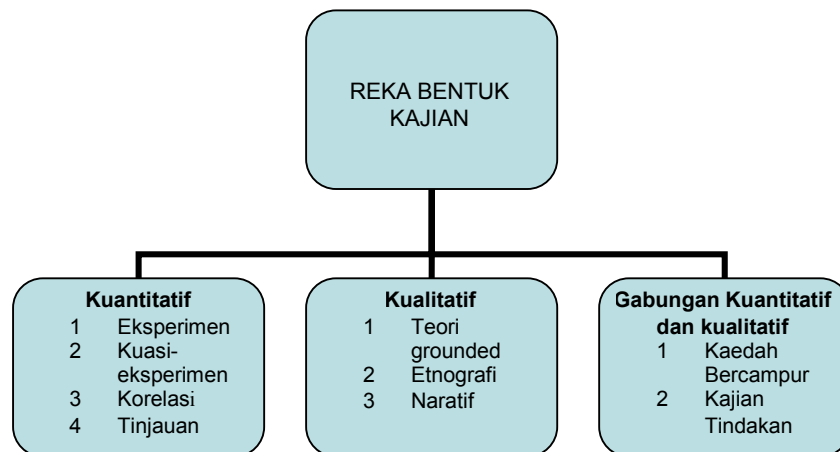 REKA BENTUK
KAJIAN
Kuantitatif
1 Eksperimen
2 Kuasi-
eksperimen
3 Korelasi
4 Tinjauan
Kualitatif
1 Teori
grounded
2 Etnografi
3 Naratif
Gabungan Kuantitatif
dan kualitatif
1 Kaedah
Bercampur
2 Kajian
Tindakan